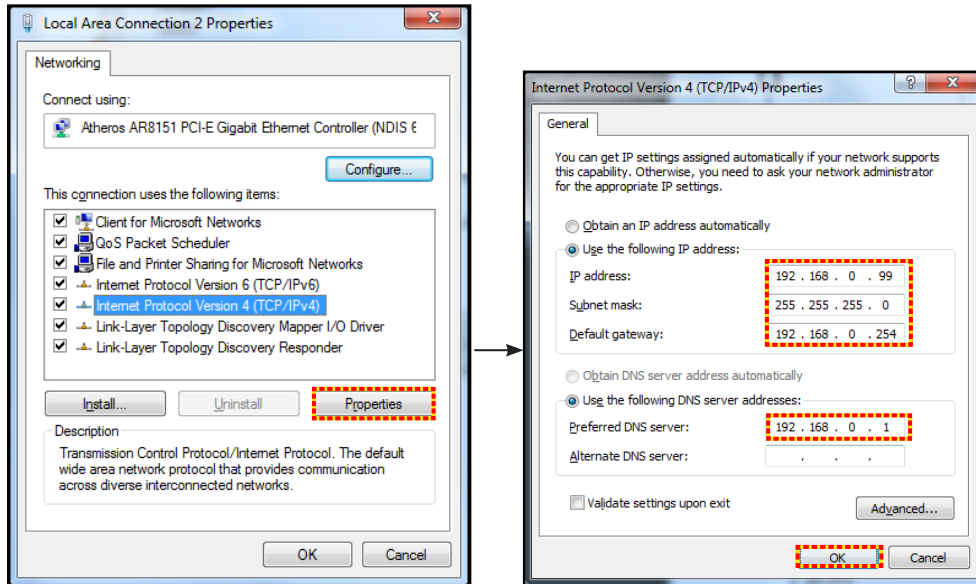 Local Area Connection 2 Properties
Networking
Connect using:
Atheros AR8151 PCI-E Gigabit Ethernet Controller (NDIS 6
Configure...
This connection uses the following items:
Client for Microsoft Networks
QoS Packet Scheduler
File and Printer Sharing for Microsoft Networks
Internet Protocol Version 6 (TCP/IPv6)
Internet Protocol Version 4 (TCP/IPv4)
Link-Layer Topology Discovery Mapper I/O Driver
Link-Layer Topology Discovery Responder
Install...
Uninstall
Properties
Description
Transmission Control Protocol/Internet Protocol. The default
wide area network protocol that provides communication
across diverse interconnected networks.
OK
Cancel
Internet Protocol Version 4 (TCP/IPv4) Properties
General
You can get IP settings assigned automatically if your network supports
this capability. Otherwise, you need to ask your network administrator
for the appropriate IP settings.
Obtain an IP address automatically
Use the following IP address:
IP address: 192 . 168 . 0 . 99
Subnet mask: 255 . 255 . 255 . 0
Default gateway: 192 . 168 . 0 . 254
Obtain DNS server address automatically
Use the following DNS server addresses:
Preferred DNS server: 192 . 168 . 0 . 1
Alternate DNS server: . . .
Validate settings upon exit
Advanced...
OK
Cancel